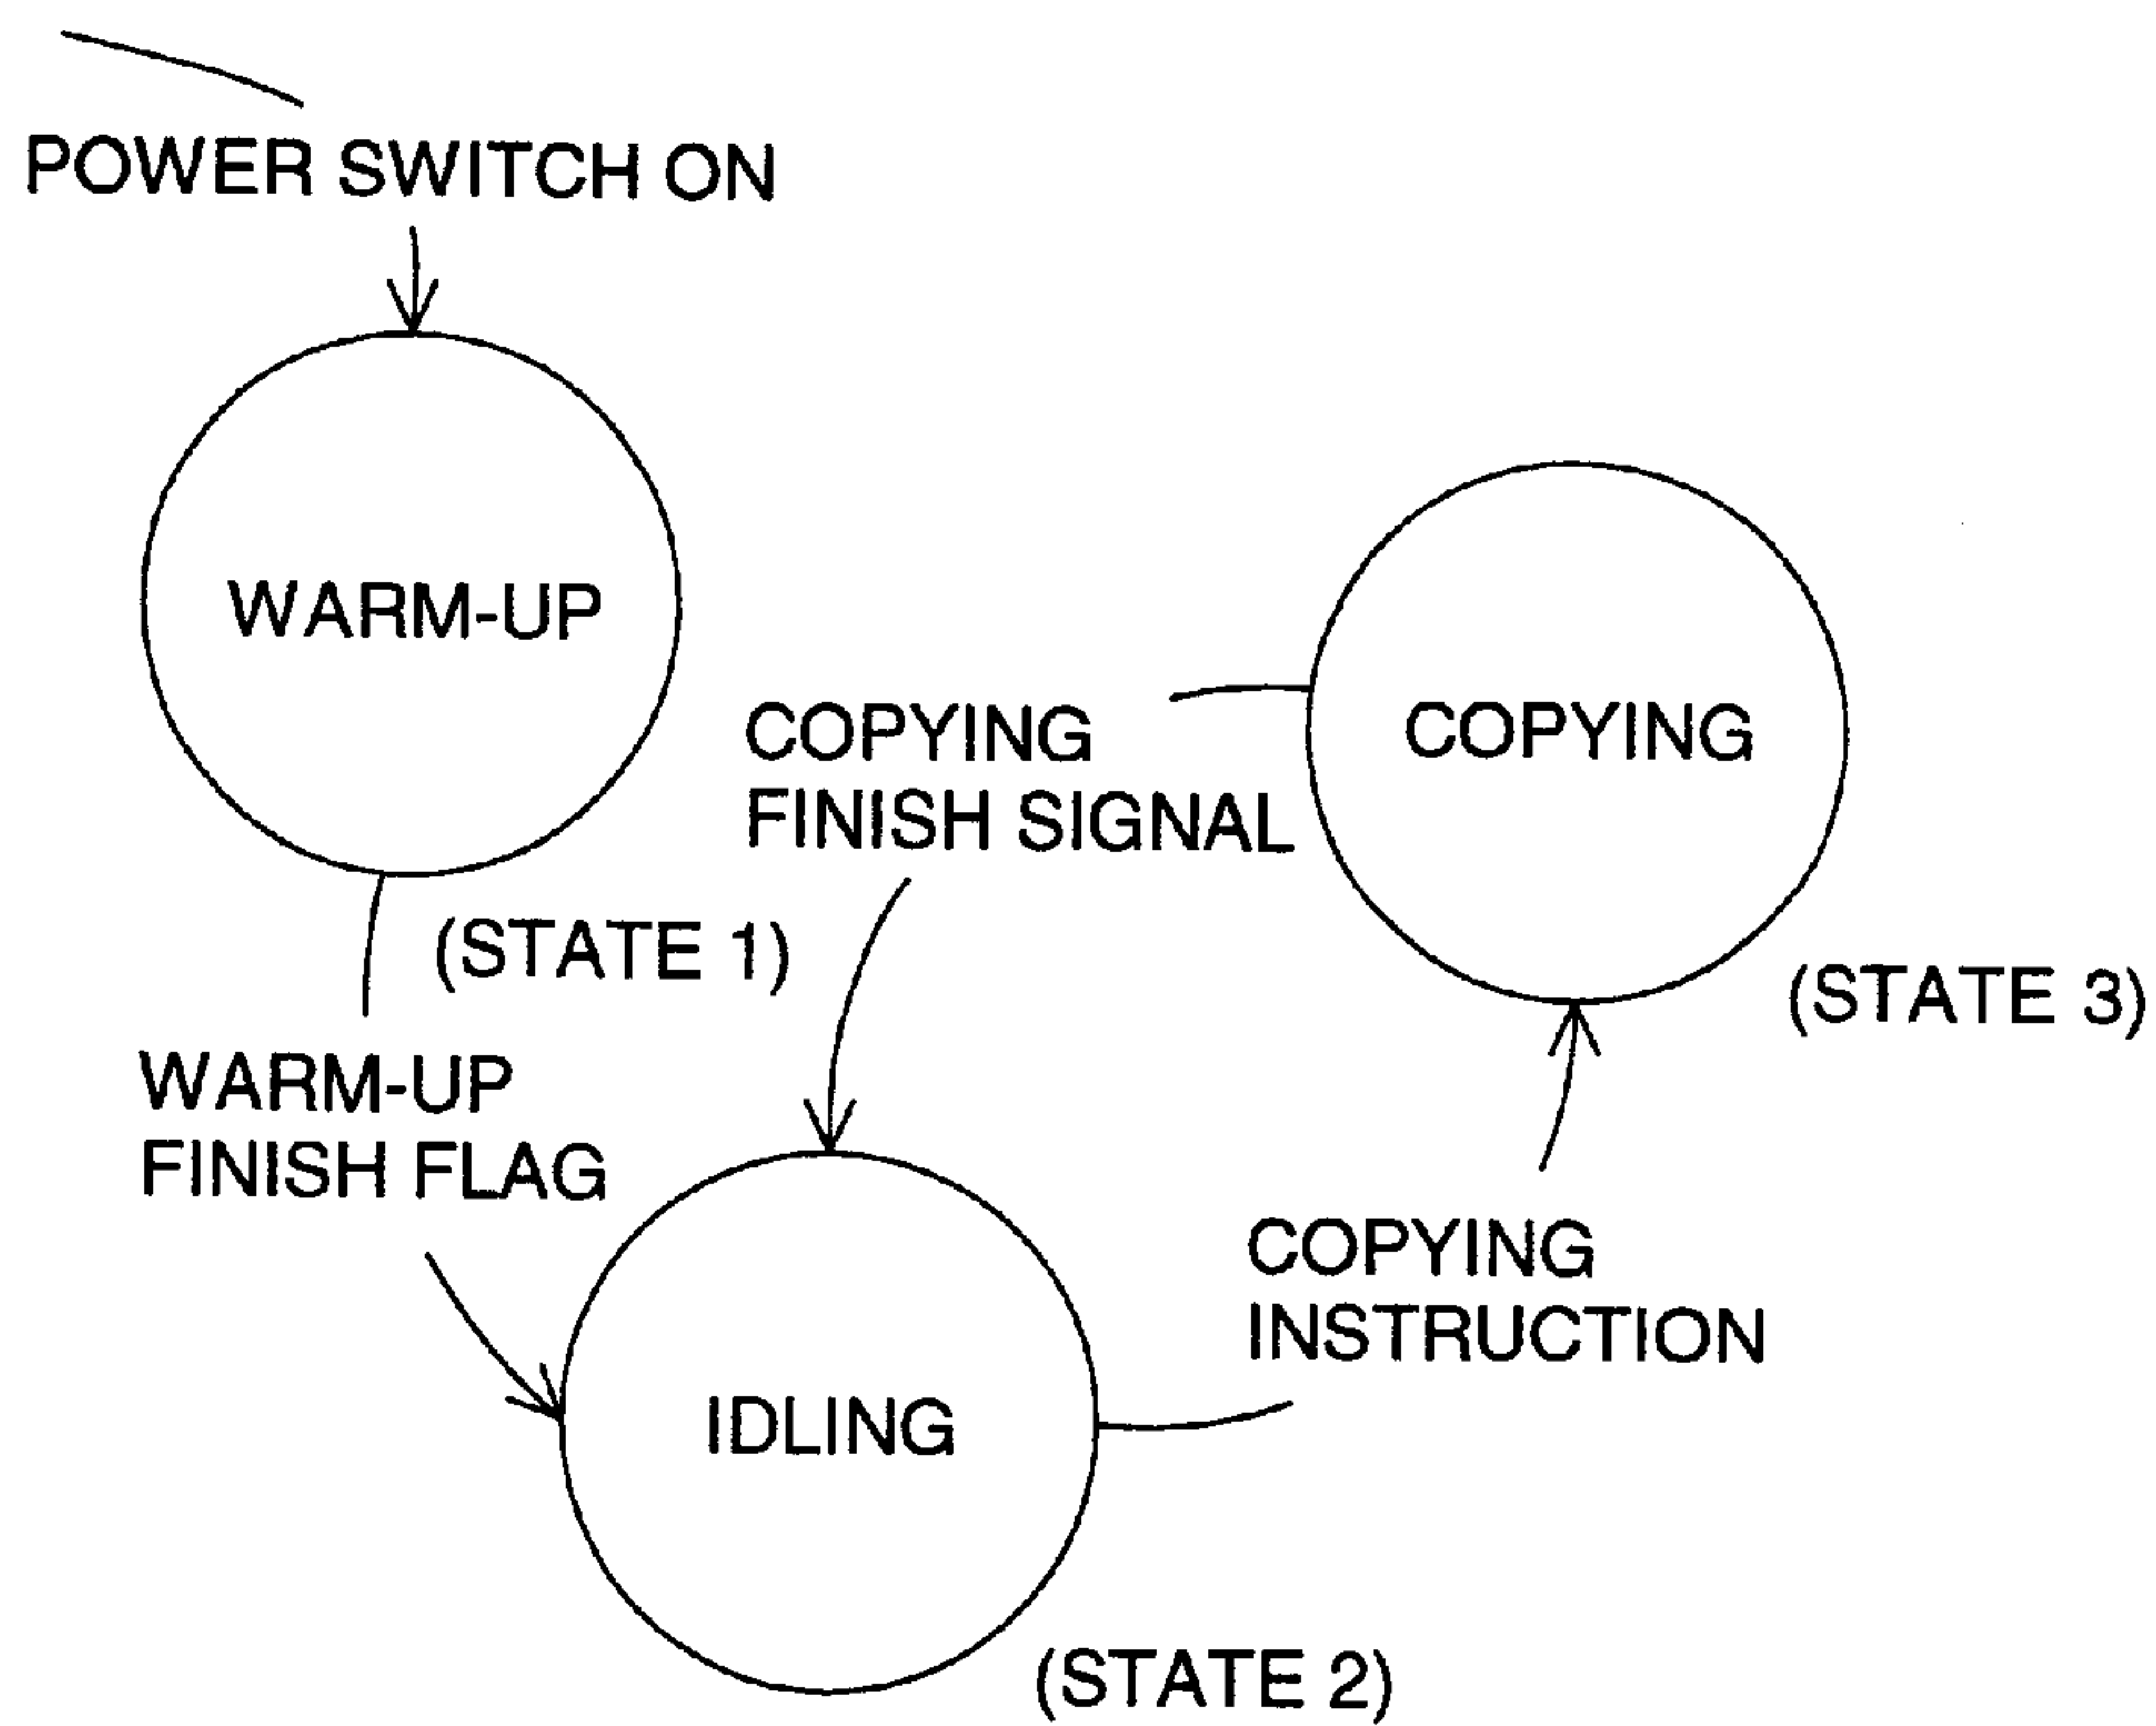 POWER SWITCH ON
WARM-UP
(STATE 1)
COPYING
FINISH SIGNAL
COPYING
(STATE 3)
WARM-UP
FINISH FLAG
IDLING
(STATE 2)
COPYING
INSTRUCTION